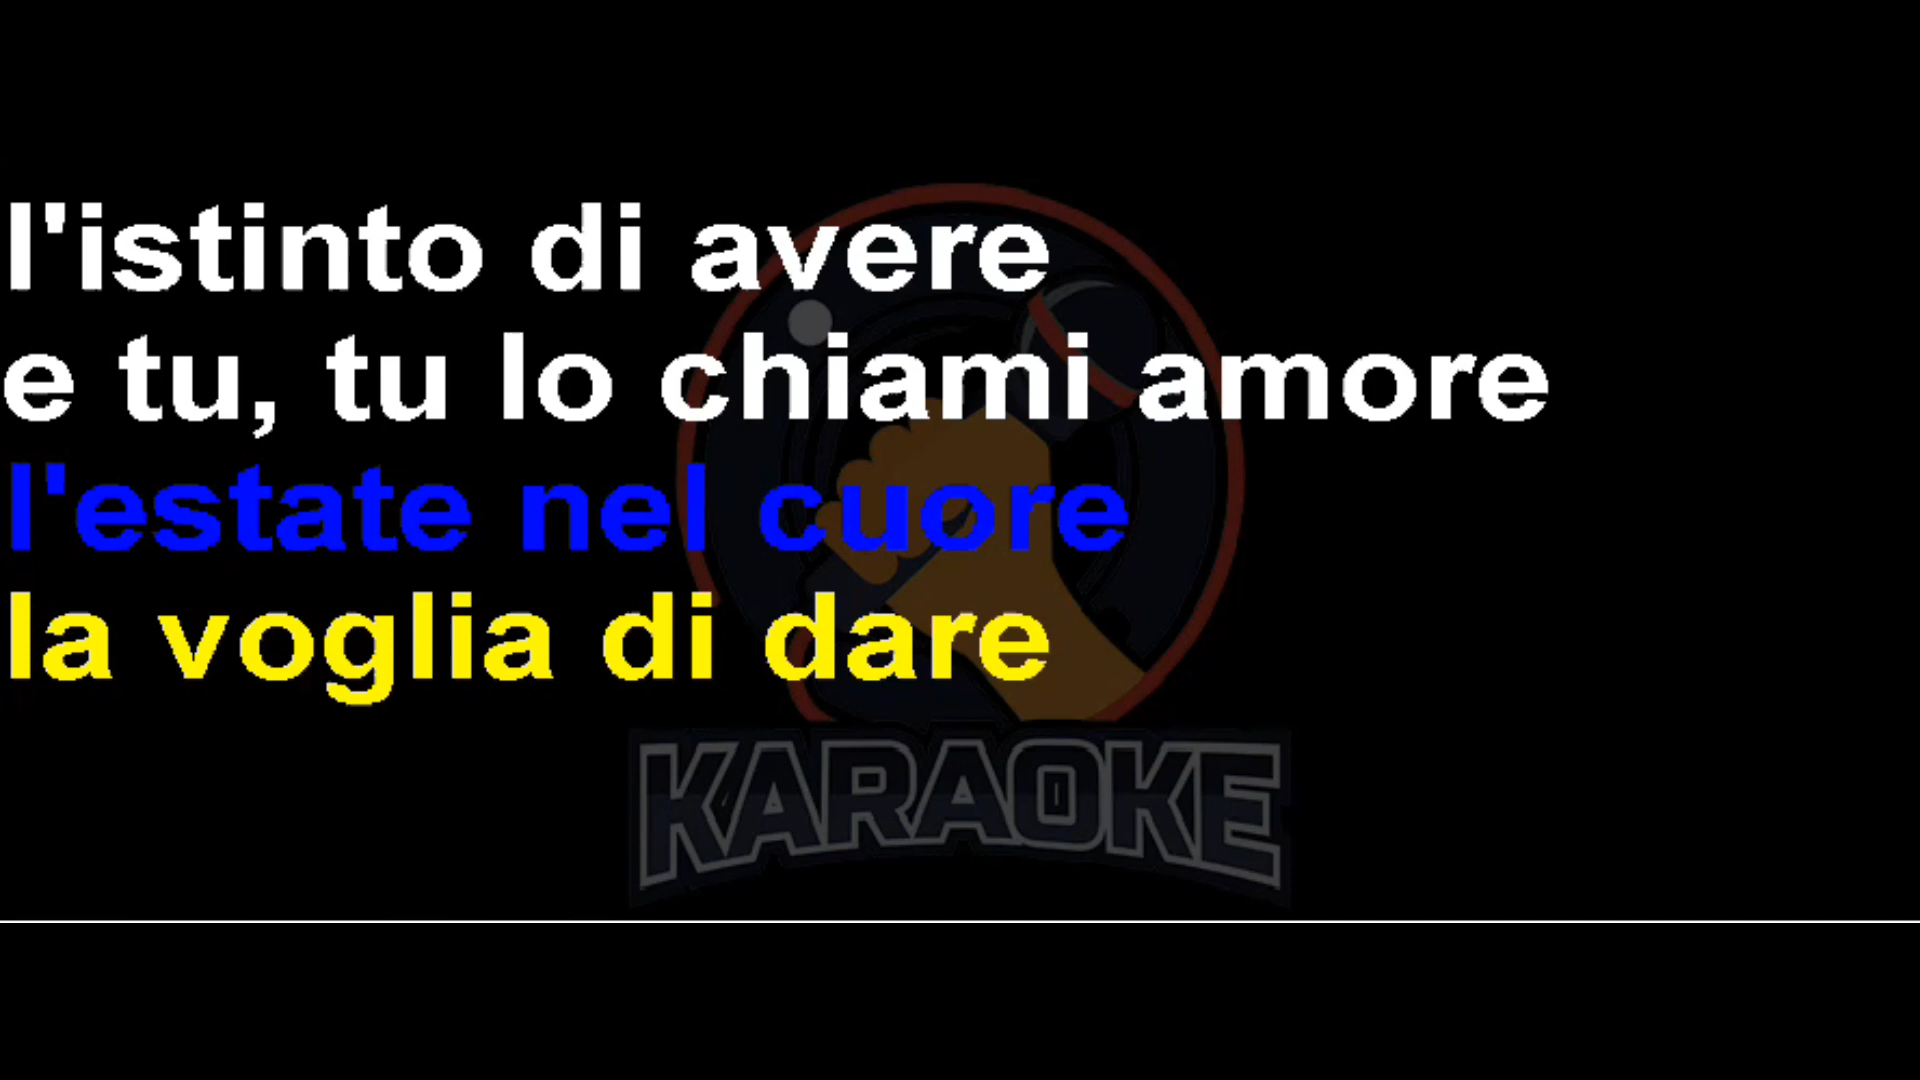 l'istinto di avere
e tu, tu lo chiami amore
l'estate nel cuore
la voglia di dare
KARAOKE